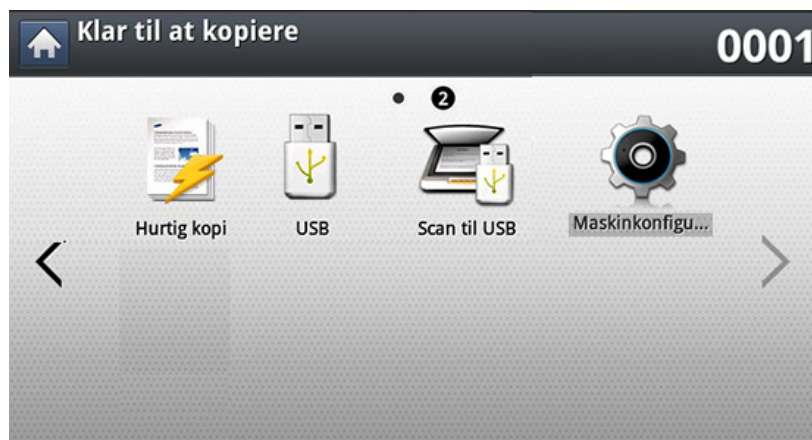 Klar til at kopiere
0001
2
Hurtig kopi
USB
Scan til USB
Maskinkonfigu...